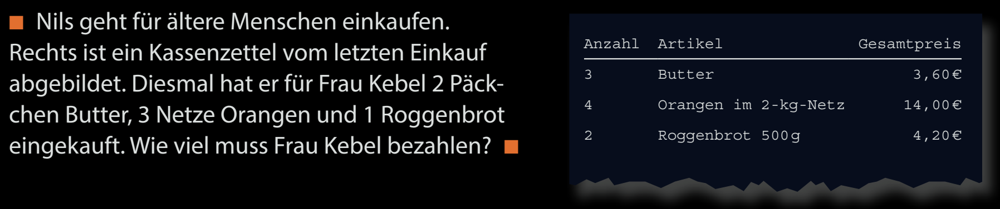 ■ Nils geht für ältere Menschen einkaufen.
Rechts ist ein Kassenzettel vom letzten Einkauf
abgebildet. Diesmal hat er für Frau Kebel 2 Päck-
chen Butter, 3 Netze Orangen und 1 Roggenbrot
eingekauft. Wie viel muss Frau Kebel bezahlen? ■
Anzahl Artikel Gesamtpreis
3 Butter 3,60€
4 Orangen im 2-kg-Netz 14,00€
2 Roggenbrot 500g 4,20€